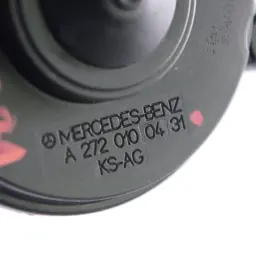 MERCEDES-BENZ
A 272 010 04 31
KS-AG